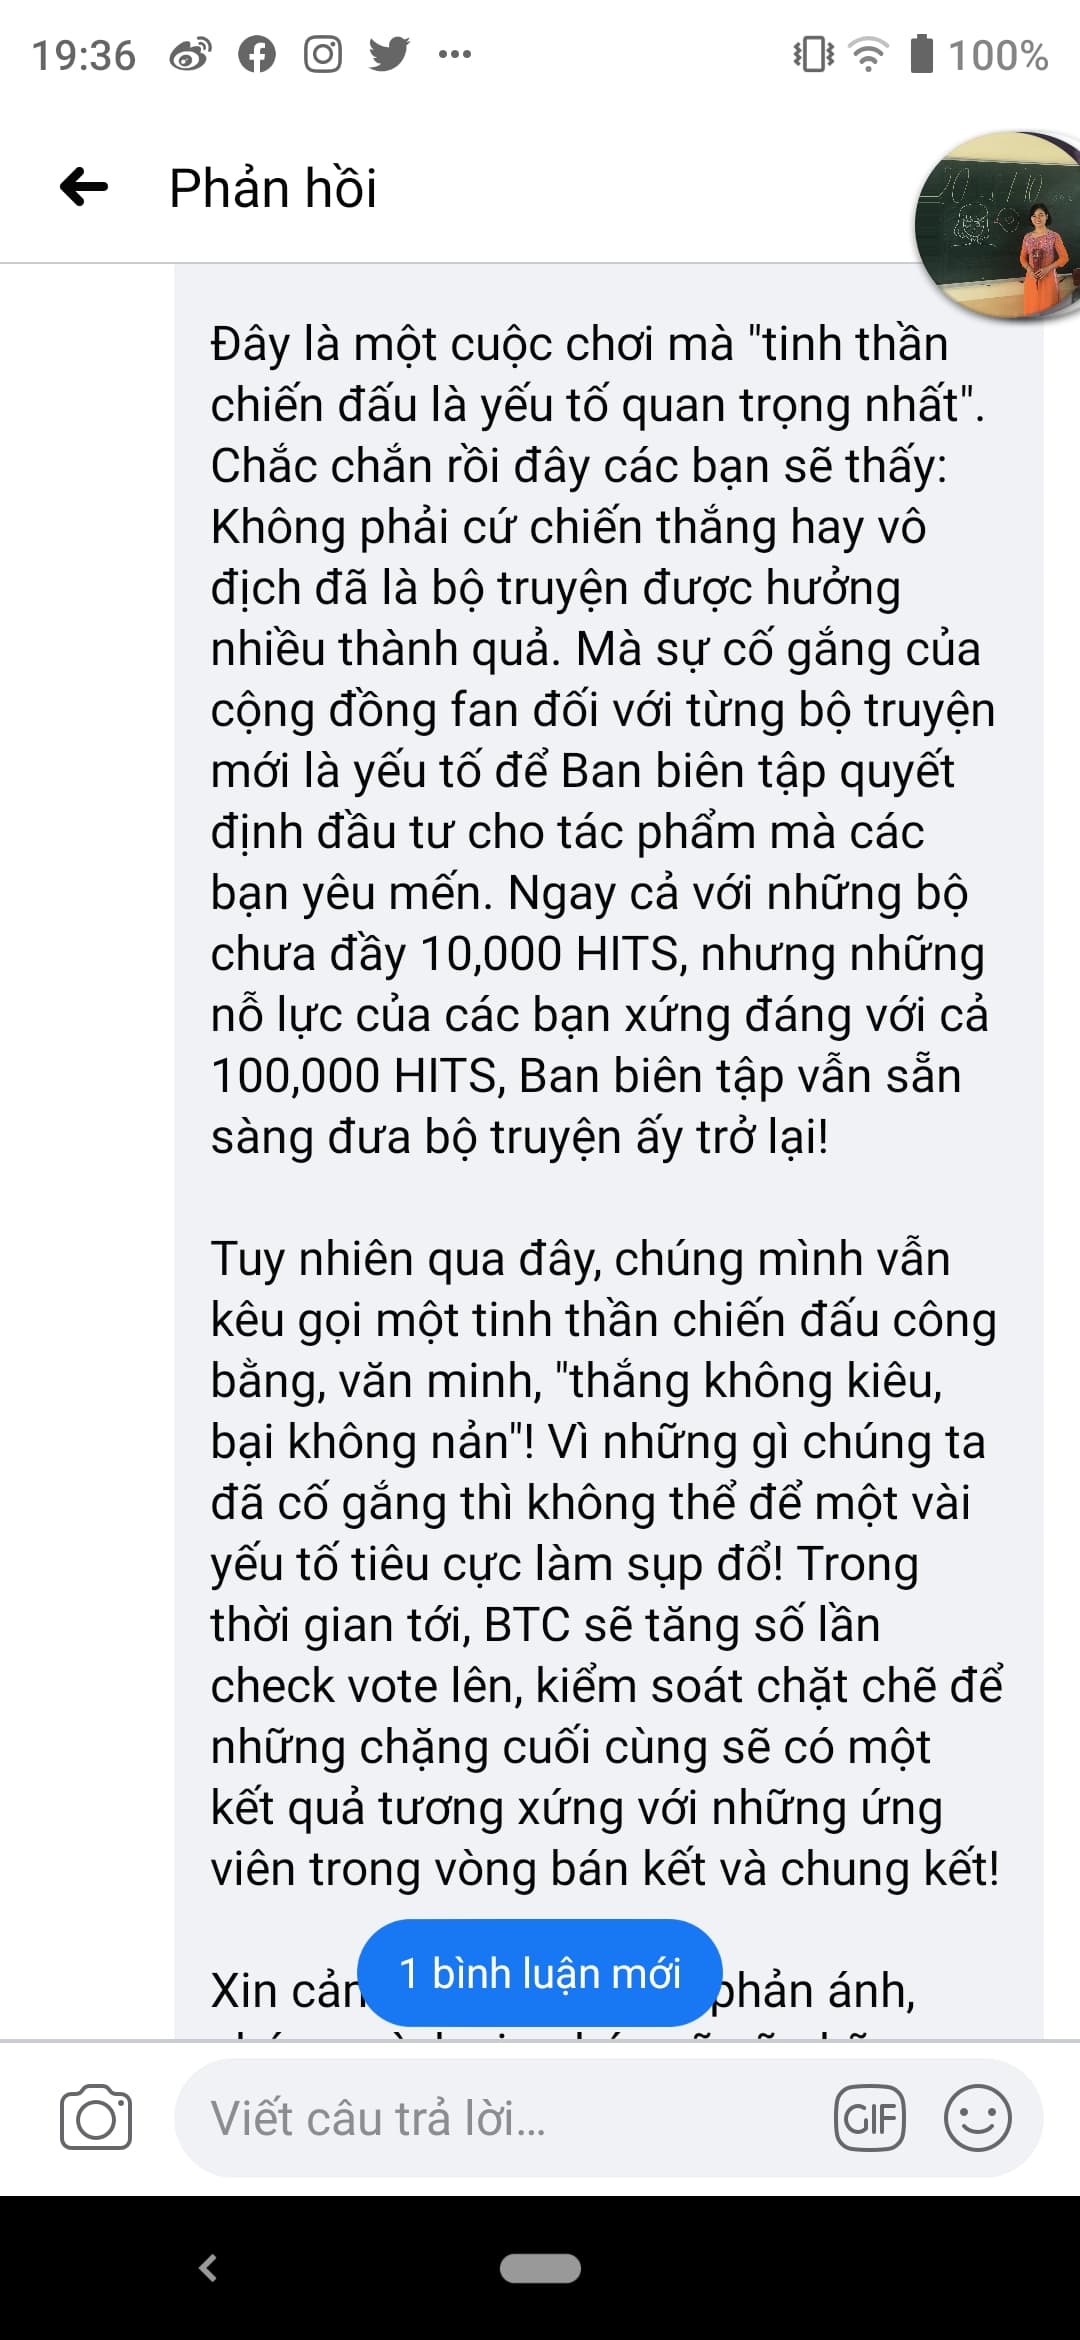 19:36
100%
Phản hồi
Đây là một cuộc chơi mà "tinh thần
chiến đấu là yếu tố quan trọng nhất".
Chắc chắn rồi đây các bạn sẽ thấy:
Không phải cứ chiến thắng hay vô
địch đã là bộ truyện được hưởng
nhiều thành quả. Mà sự cố gắng của
cộng đồng fan đối với từng bộ truyện
mới là yếu tố để Ban biên tập quyết
định đầu tư cho tác phẩm mà các
bạn yêu mến. Ngay cả với những bộ
chưa đầy 10,000 HITS, nhưng những
nỗ lực của các bạn xứng đáng với cả
100,000 HITS, Ban biên tập vẫn sẵn
sàng đưa bộ truyện ấy trở lại!
Tuy nhiên qua đây, chúng mình vẫn
kêu gọi một tinh thần chiến đấu công
bằng, văn minh, "thắng không kiêu,
bại không nản"! Vì những gì chúng ta
đã cố gắng thì không thể để một vài
yếu tố tiêu cực làm sụp đổ! Trong
thời gian tới, BTC sẽ tăng số lần
check vote lên, kiểm soát chặt chẽ để
những chặng cuối cùng sẽ có một
kết quả tương xứng với những ứng
viên trong vòng bán kết và chung kết!
1 bình luận mới
Xin cản phản ánh,
Viết câu trả lời...
GIF